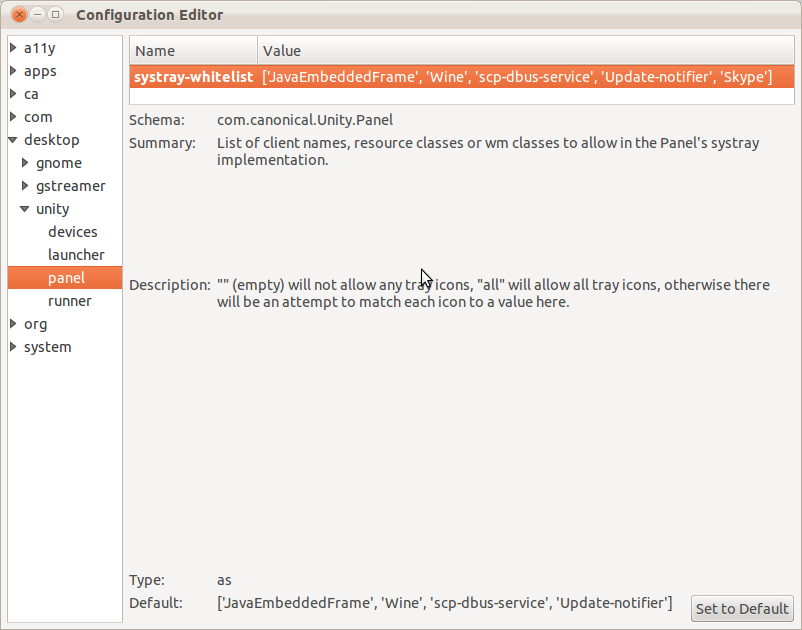 Configuration Editor
a11y
apps
ca
com
desktop
gnome
gstreamer
unity
devices
launcher
panel
runner
org
system
Name Value
systray-whitelist ['JavaEmbeddedFrame', 'Wine', 'scp-dbus-service', 'Update-notifier', 'Skype']
Schema: com.canonical.Unity.Panel
Summary: List of client names, resource classes or wm classes to allow in the Panel's systray
implementation.
Description: "" (empty) will not allow any tray icons, "all" will allow all tray icons, otherwise there
will be an attempt to match each icon to a value here.
Type: as
Default: ['JavaEmbeddedFrame', 'Wine', 'scp-dbus-service', 'Update-notifier']
Set to Default